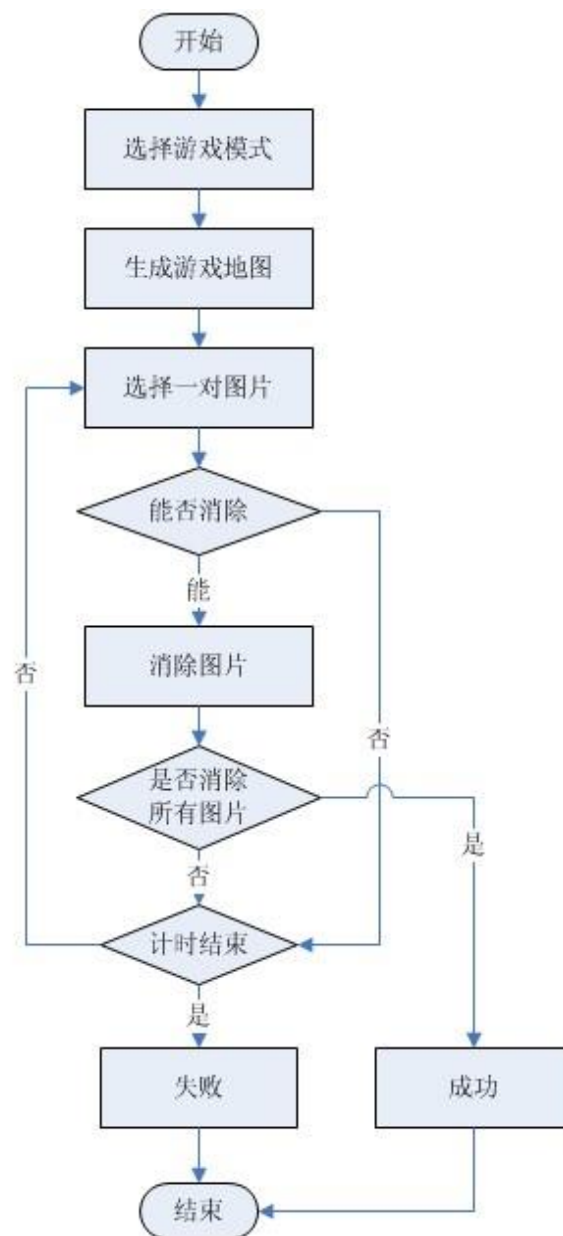 开始
选择游戏模式
生成游戏地图
选择一对图片
能否消除
能
消除图片
否
否
是否消除
所有图片
是
否
计时结束
是
失败
成功
结束